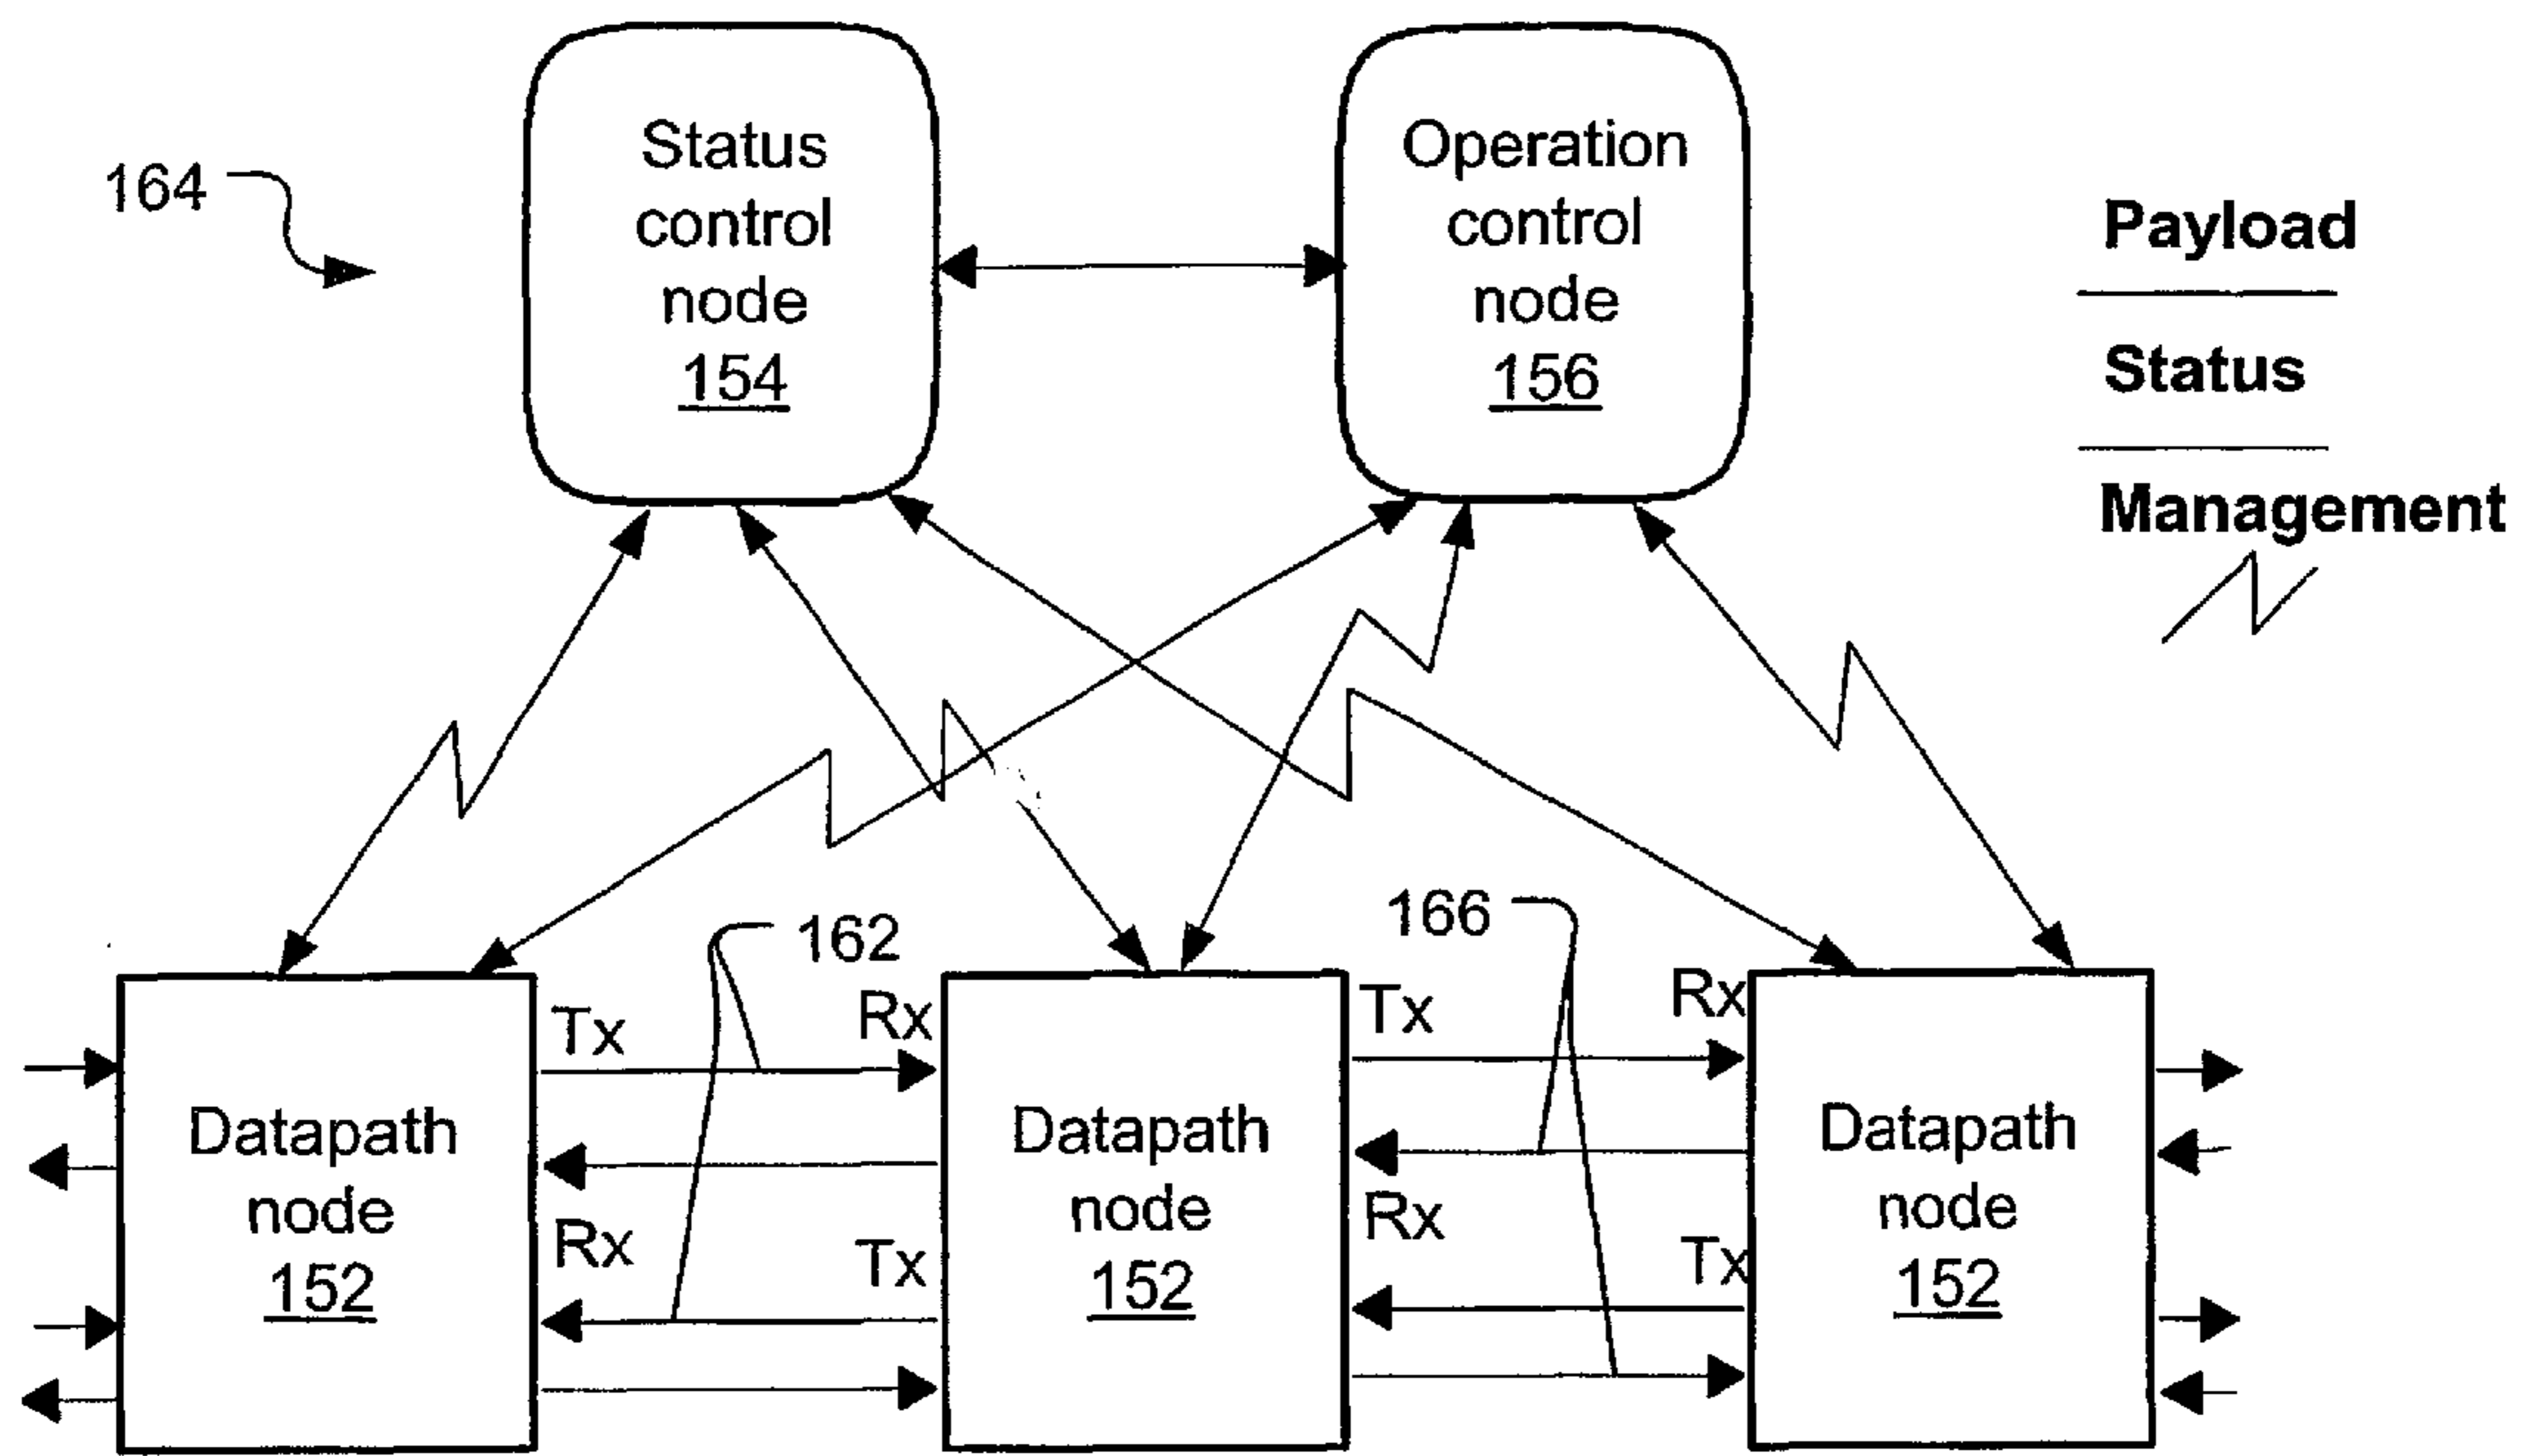 164
Status
control
node
154
Operation
control
node
156
Payload
Status
Management
162
166
Tx
Rx
Tx
Rx
Datapath
node
152
Datapath
node
152
Datapath
node
152
Rx
Tx
Rx
Tx